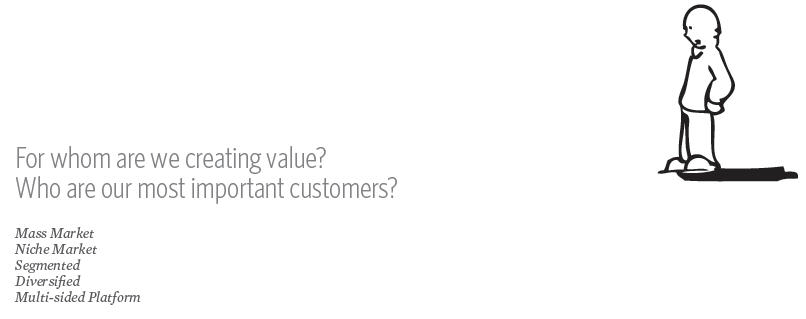 For whom are we creating value?
Who are our most important customers?
Mass Market
Niche Market
Segmented
Diversified
Multi-sided Platform